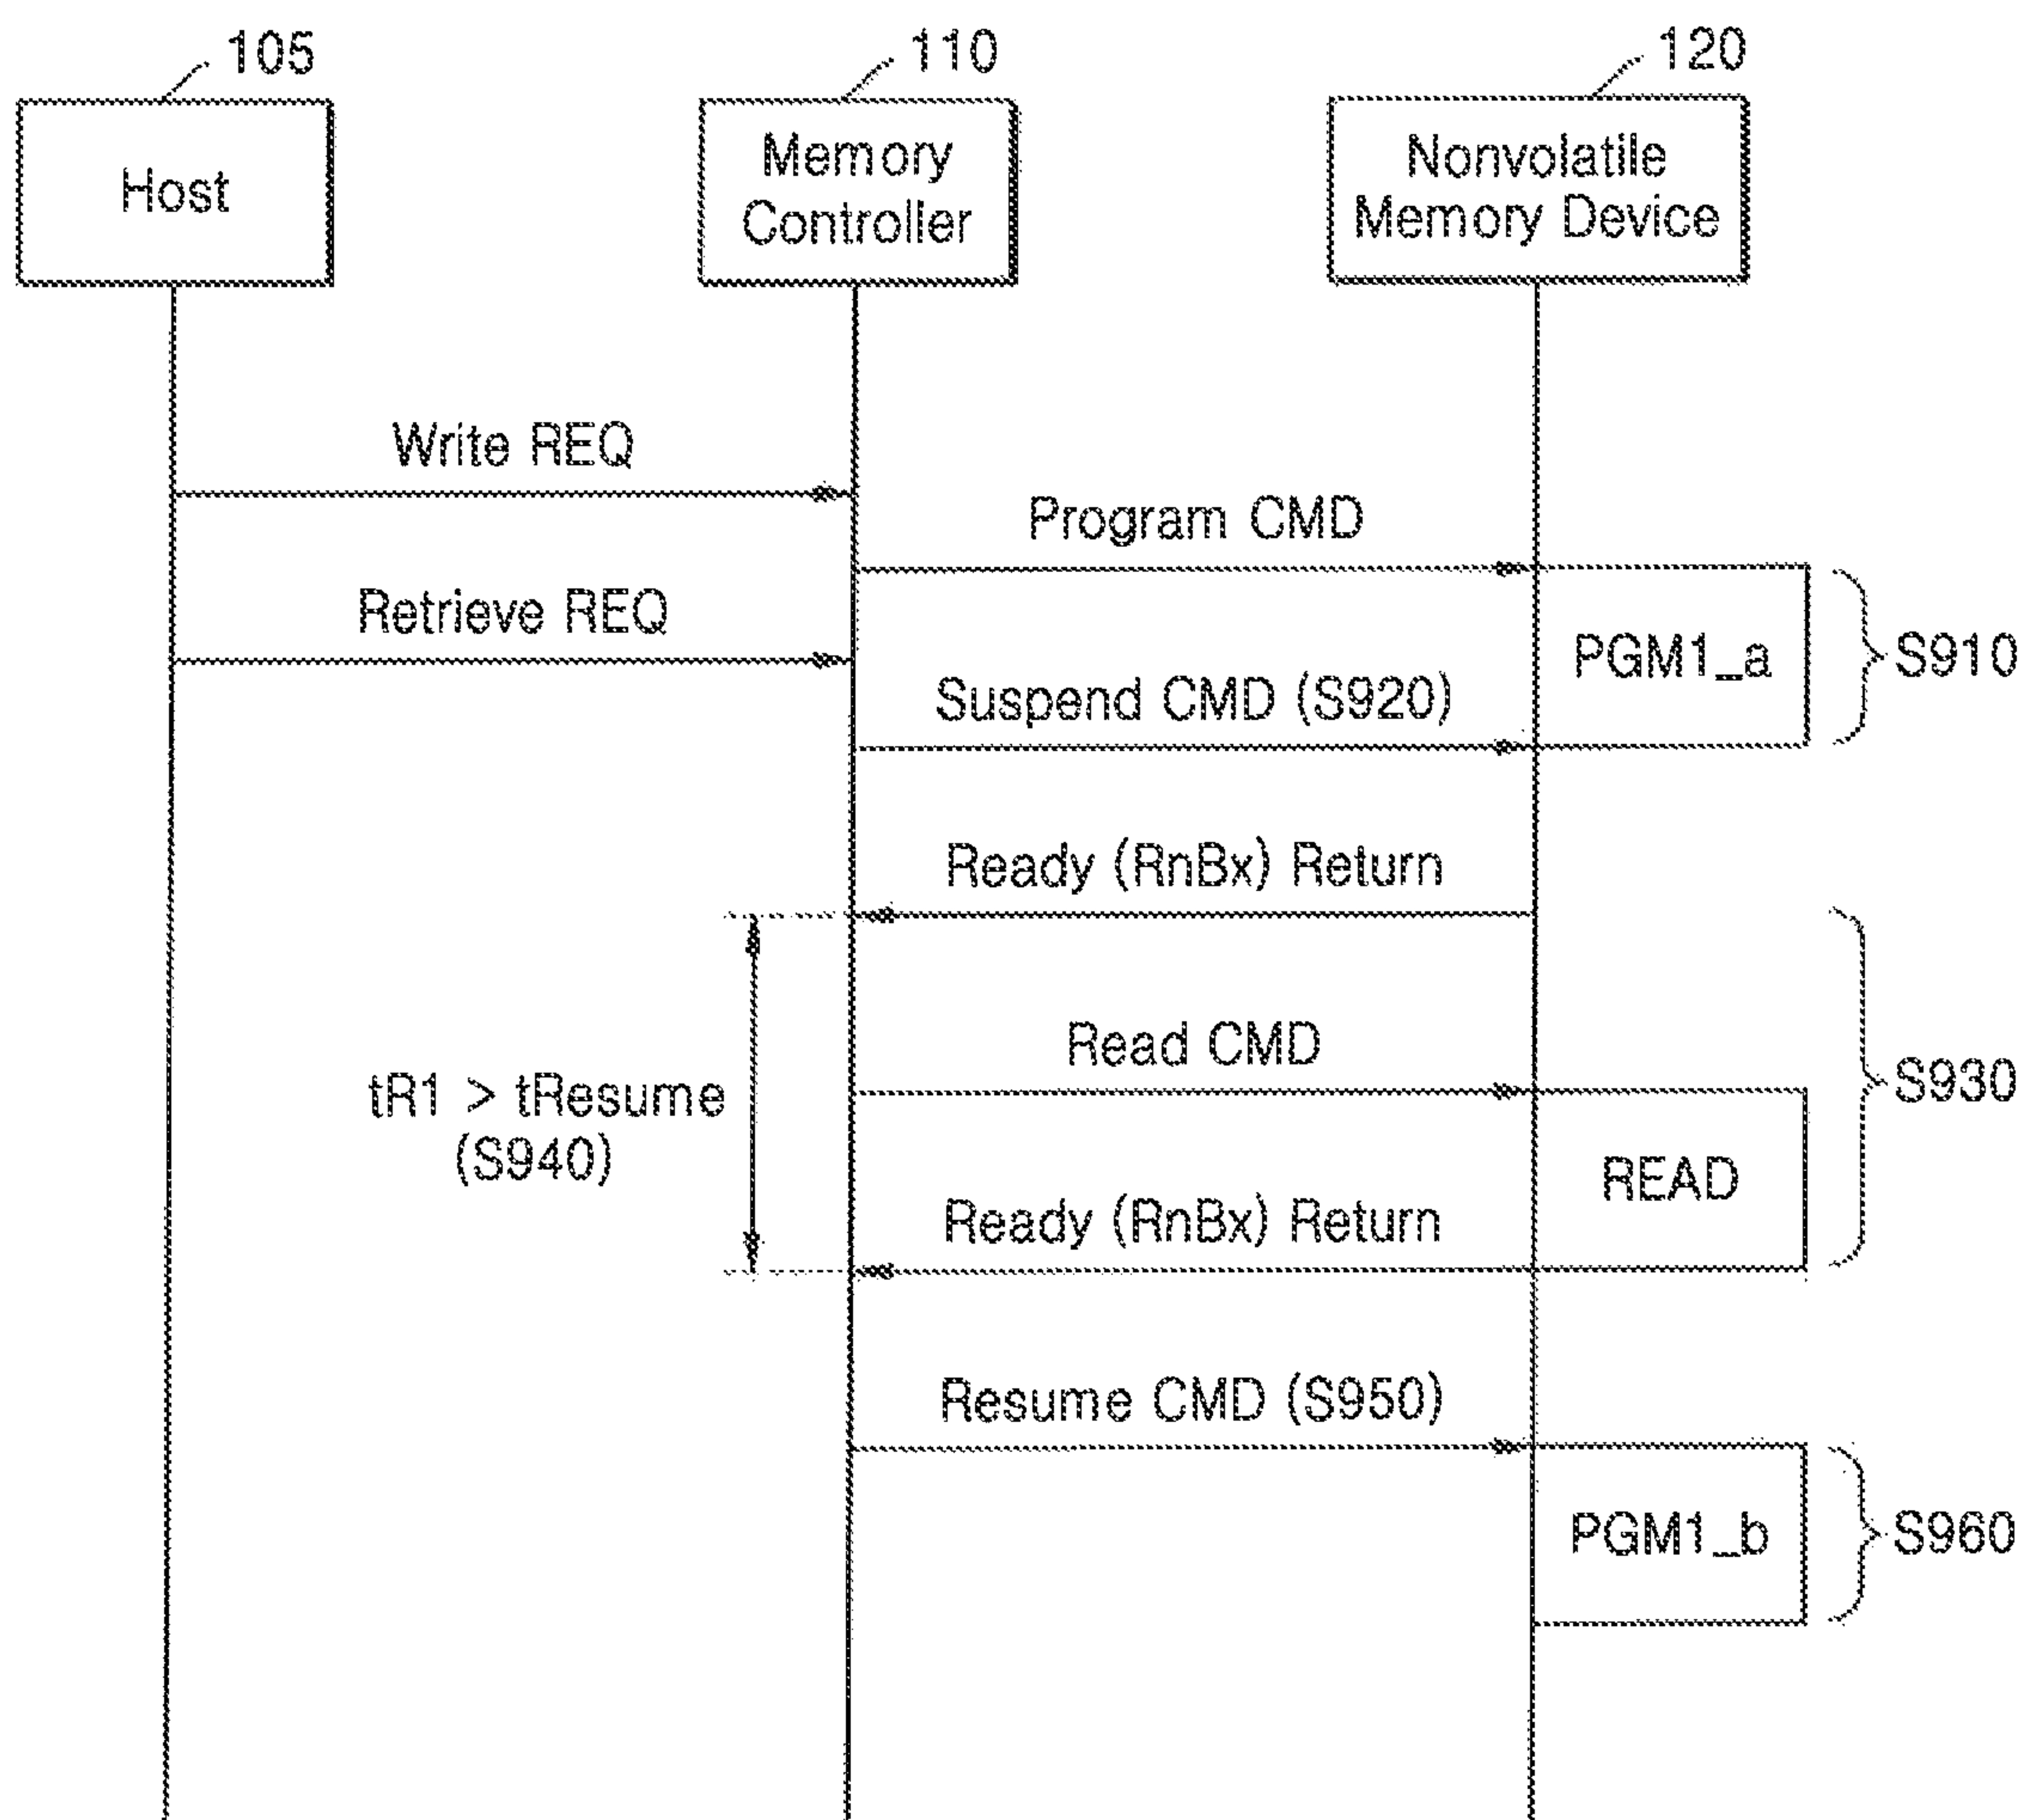 105
110
120
Host
Memory
Controller
Nonvolatile
Memory Device
Write REQ
Program CMD
Retrieve REQ
PGM1_a
S910
Suspend CMD (S920)
Ready (RnBx) Return
Read CMD
tR1 > tResume
(S940)
S930
READ
Ready (RnBx) Return
Resume CMD (S950)
PGM1_b
S960